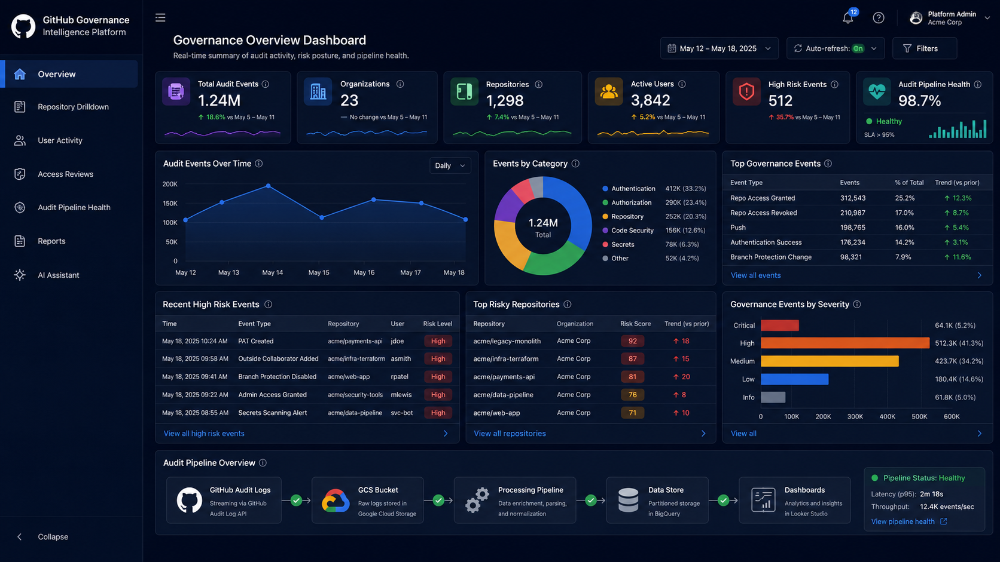 GitHub Governance
Intelligence Platform
12
Platform Admin
Acme Corp
Overview
Repository Drilldown
User Activity
Access Reviews
Audit Pipeline Health
Reports
AI Assistant
Collapse
Governance Overview Dashboard
Real-time summary of audit activity, risk posture, and pipeline health.
May 12 – May 18, 2025
Auto-refresh: On
Filters
Total Audit Events
1.24M
↑ 18.6% vs May 5 – May 11
Organizations
23
— No change vs May 5 – May 11
Repositories
1,298
↑ 7.4% vs May 5 – May 11
Active Users
3,842
↑ 5.2% vs May 5 – May 11
High Risk Events
512
↑ 35.7% vs May 5 – May 11
Audit Pipeline Health
98.7%
Healthy
SLA > 95%
Audit Events Over Time
Daily
200K
150K
100K
50K
0
May 12 May 13 May 14 May 15 May 16 May 17 May 18
Events by Category
1.24M
Total
Authentication 412K (33.2%)
Authorization 290K (23.4%)
Repository 252K (20.3%)
Code Security 156K (12.6%)
Secrets 78K (6.3%)
Other 52K (4.2%)
Top Governance Events
Event Type Events % of Total Trend (vs prior)
Repo Access Granted 312,543 25.2% ↑ 12.3%
Repo Access Revoked 210,987 17.0% ↑ 8.7%
Push 198,765 16.0% ↑ 5.4%
Authentication Success 176,234 14.2% ↑ 3.1%
Branch Protection Change 98,321 7.9% ↑ 11.6%
View all events
Recent High Risk Events
Time Event Type Repository User Risk Level
May 18, 2025 10:24 AM PAT Created acme/payments-api jdoe High
May 18, 2025 09:58 AM Outside Collaborator Added acme/infra-terraform asmith High
May 18, 2025 09:41 AM Branch Protection Disabled acme/web-app rpatel High
May 18, 2025 09:22 AM Admin Access Granted acme/security-tools mlewis High
May 18, 2025 08:55 AM Secrets Scanning Alert acme/data-pipeline svc-bot High
View all high risk events
Top Risky Repositories
Repository Organization Risk Score Trend (vs prior)
acme/legacy-monolith Acme Corp 92 ↑ 18
acme/infra-terraform Acme Corp 87 ↑ 15
acme/payments-api Acme Corp 81 ↑ 20
acme/data-pipeline Acme Corp 76 ↑ 8
acme/web-app Acme Corp 71 ↑ 10
View all repositories
Governance Events by Severity
Critical 64.1K (5.2%)
High 512.3K (41.3%)
Medium 423.7K (34.2%)
Low 180.4K (14.6%)
Info 61.8K (5.0%)
0 100K 200K 300K 400K 500K 600K
View all
Audit Pipeline Overview
GitHub Audit Logs
Streaming via GitHub
Audit Log API
GCS Bucket
Raw logs stored in
Google Cloud Storage
Processing Pipeline
Data enrichment, parsing,
and normalization
Data Store
Partitioned storage
in BigQuery
Dashboards
Analytics and insights
in Looker Studio
Pipeline Status: Healthy
Latency (p95): 2m 18s
Throughput: 12.4K events/sec
View pipeline health